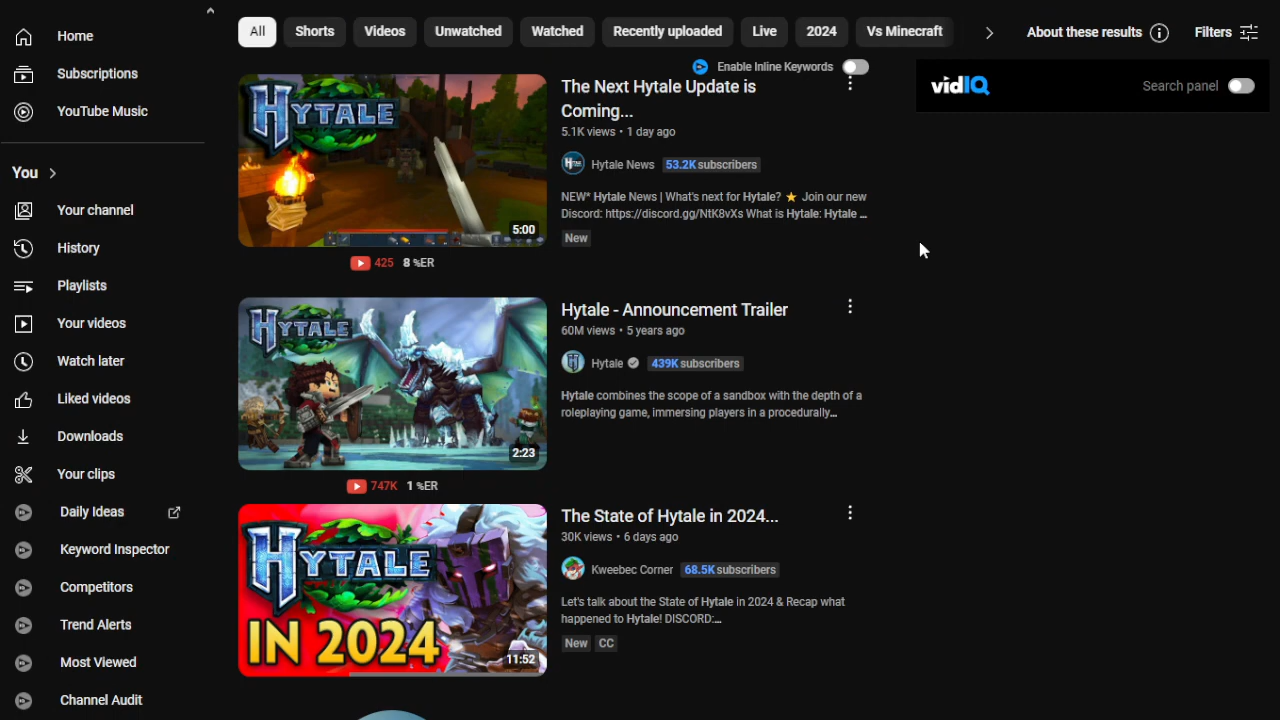 Home
Subscriptions
YouTube Music
You
Your channel
History
Playlists
Your videos
Watch later
Liked videos
Downloads
Your clips
Daily Ideas
Keyword Inspector
Competitors
Trend Alerts
Most Viewed
Channel Audit
All Shorts Videos Unwatched Watched Recently uploaded Live 2024 Vs Minecraft
About these results Filters
Enable Inline Keywords
vidIQ Search panel
HYTALE
5:00
425 8 %ER
The Next Hytale Update is
Coming...
5.1K views • 1 day ago
Hytale News 53.2K subscribers
NEW* Hytale News | What's next for Hytale? ⭐ Join our new
Discord: https://discord.gg/NtK8vXs What is Hytale: Hytale ...
New
HYTALE
2:23
747K 1 %ER
Hytale - Announcement Trailer
60M views • 5 years ago
Hytale 439K subscribers
Hytale combines the scope of a sandbox with the depth of a
roleplaying game, immersing players in a procedurally...
HYTALE
IN 2024
11:52
The State of Hytale in 2024...
30K views • 6 days ago
Kweebec Corner 68.5K subscribers
Let's talk about the State of Hytale in 2024 & Recap what
happened to Hytale! DISCORD:...
New CC